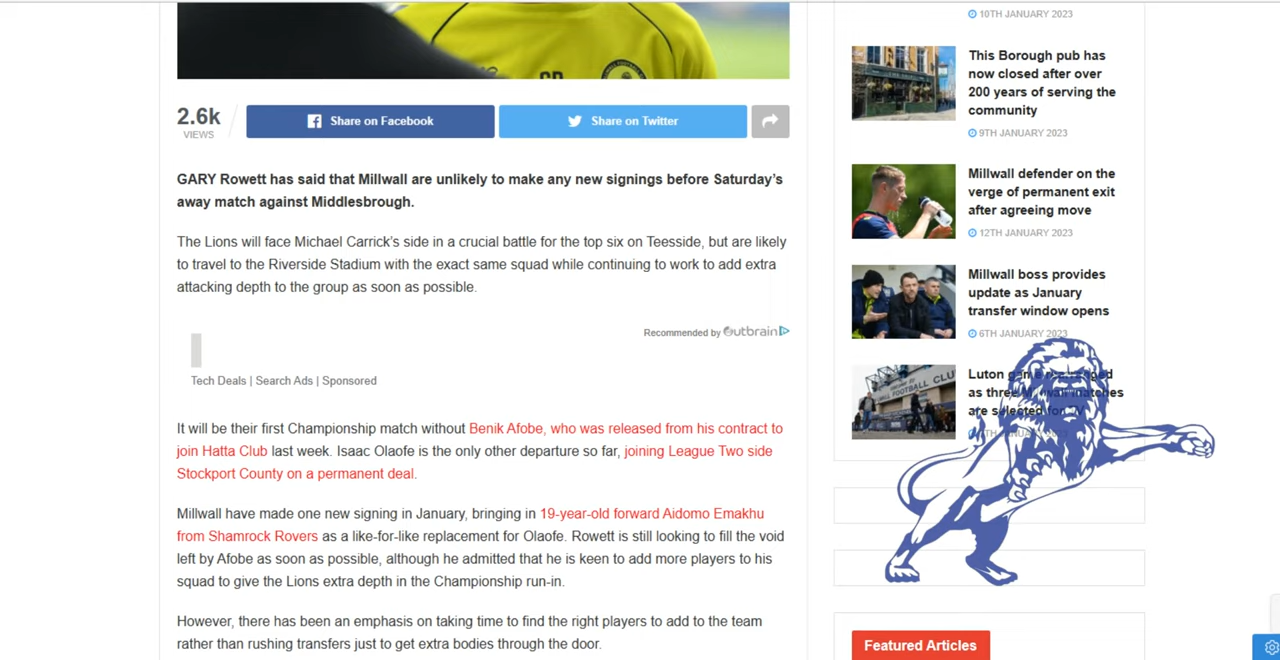 GR
2.6k
VIEWS
Share on Facebook
Share on Twitter
GARY Rowett has said that Millwall are unlikely to make any new signings before Saturday’s
away match against Middlesbrough.
The Lions will face Michael Carrick’s side in a crucial battle for the top six on Teesside, but are likely
to travel to the Riverside Stadium with the exact same squad while continuing to work to add extra
attacking depth to the group as soon as possible.
Recommended by Outbrain
Tech Deals | Search Ads | Sponsored
It will be their first Championship match without Benik Afobe, who was released from his contract to
join Hatta Club last week. Isaac Olaofe is the only other departure so far, joining League Two side
Stockport County on a permanent deal.
Millwall have made one new signing in January, bringing in 19-year-old forward Aidomo Emakhu
from Shamrock Rovers as a like-for-like replacement for Olaofe. Rowett is still looking to fill the void
left by Afobe as soon as possible, although he admitted that he is keen to add more players to his
squad to give the Lions extra depth in the Championship run-in.
However, there has been an emphasis on taking time to find the right players to add to the team
rather than rushing transfers just to get extra bodies through the door.
10TH JANUARY 2023
This Borough pub has
now closed after over
200 years of serving the
community
9TH JANUARY 2023
Millwall defender on the
verge of permanent exit
after agreeing move
12TH JANUARY 2023
Millwall boss provides
update as January
transfer window opens
6TH JANUARY 2023
Luton game
as three Millwall matches
are selected for TV
JANUARY 2023
Featured Articles